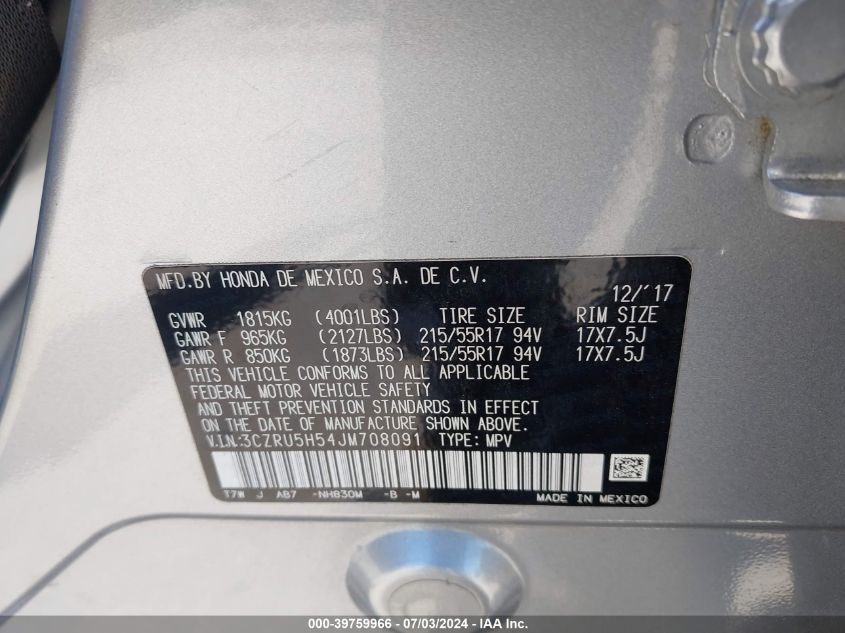 MFD.BY HONDA DE MEXICO S.A. DE C.V.
12/'17
GVWR 1815KG (4001LBS) TIRE SIZE RIM SIZE
GAWR F 965KG (2127LBS) 215/55R17 94V 17X7.5J
GAWR R 850KG (1873LBS) 215/55R17 94V 17X7.5J
THIS VEHICLE CONFORMS TO ALL APPLICABLE
FEDERAL MOTOR VEHICLE SAFETY
AND THEFT PREVENTION STANDARDS IN EFFECT
ON THE DATE OF MANUFACTURE SHOWN ABOVE.
V.I.N.:3CZRU5H54JM708091 TYPE: MPV
T7W J AB7 -NH830M -B -M MADE IN MEXICO
000-39759966 - 07/03/2024 - IAA Inc.